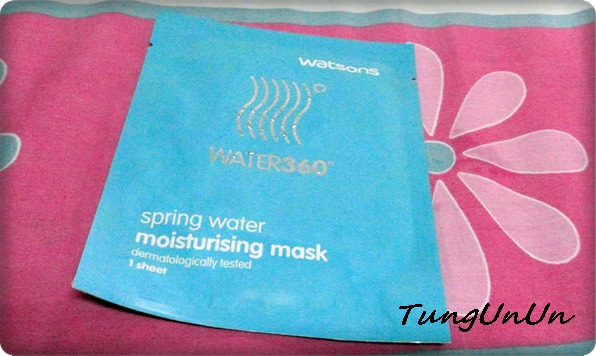 watsons
WATER360°
spring water
moisturising mask
dermatologically tested
1 sheet
TungUnUn